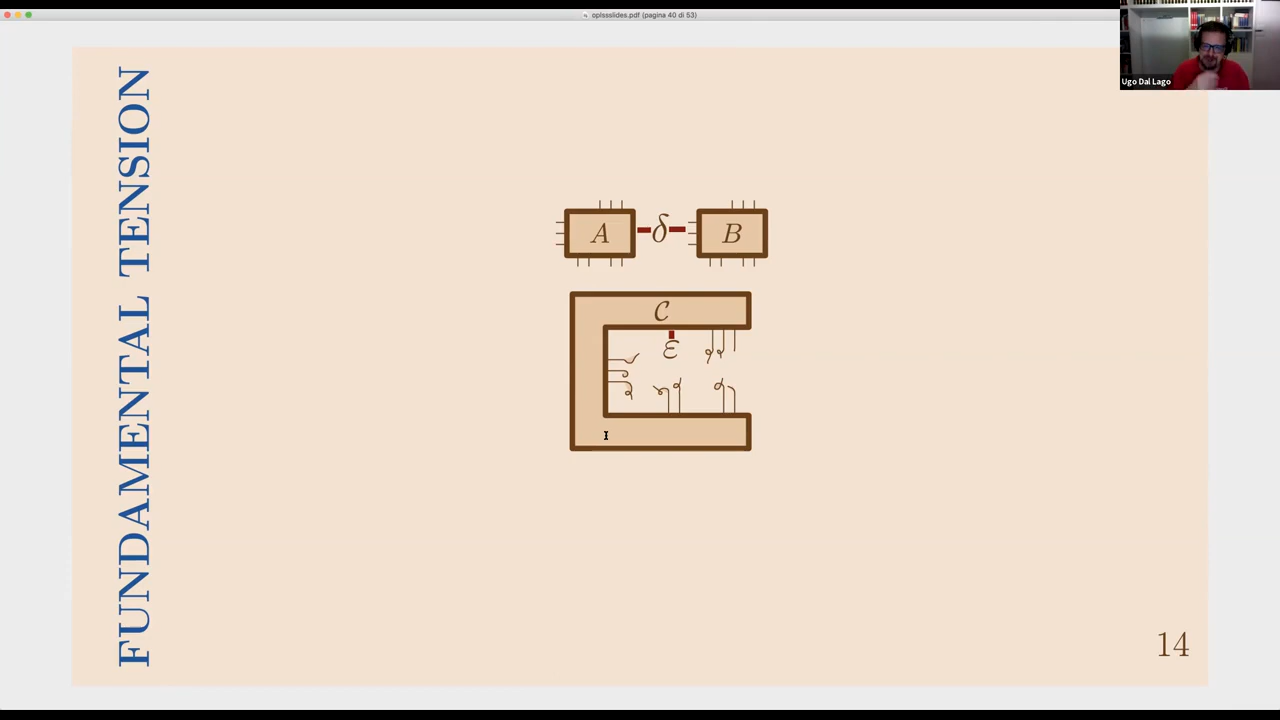 oplssslides.pdf (pagina 40 di 53)
Ugo Dal Lago
FUNDAMENTAL TENSION
A δ B
C
ε
14